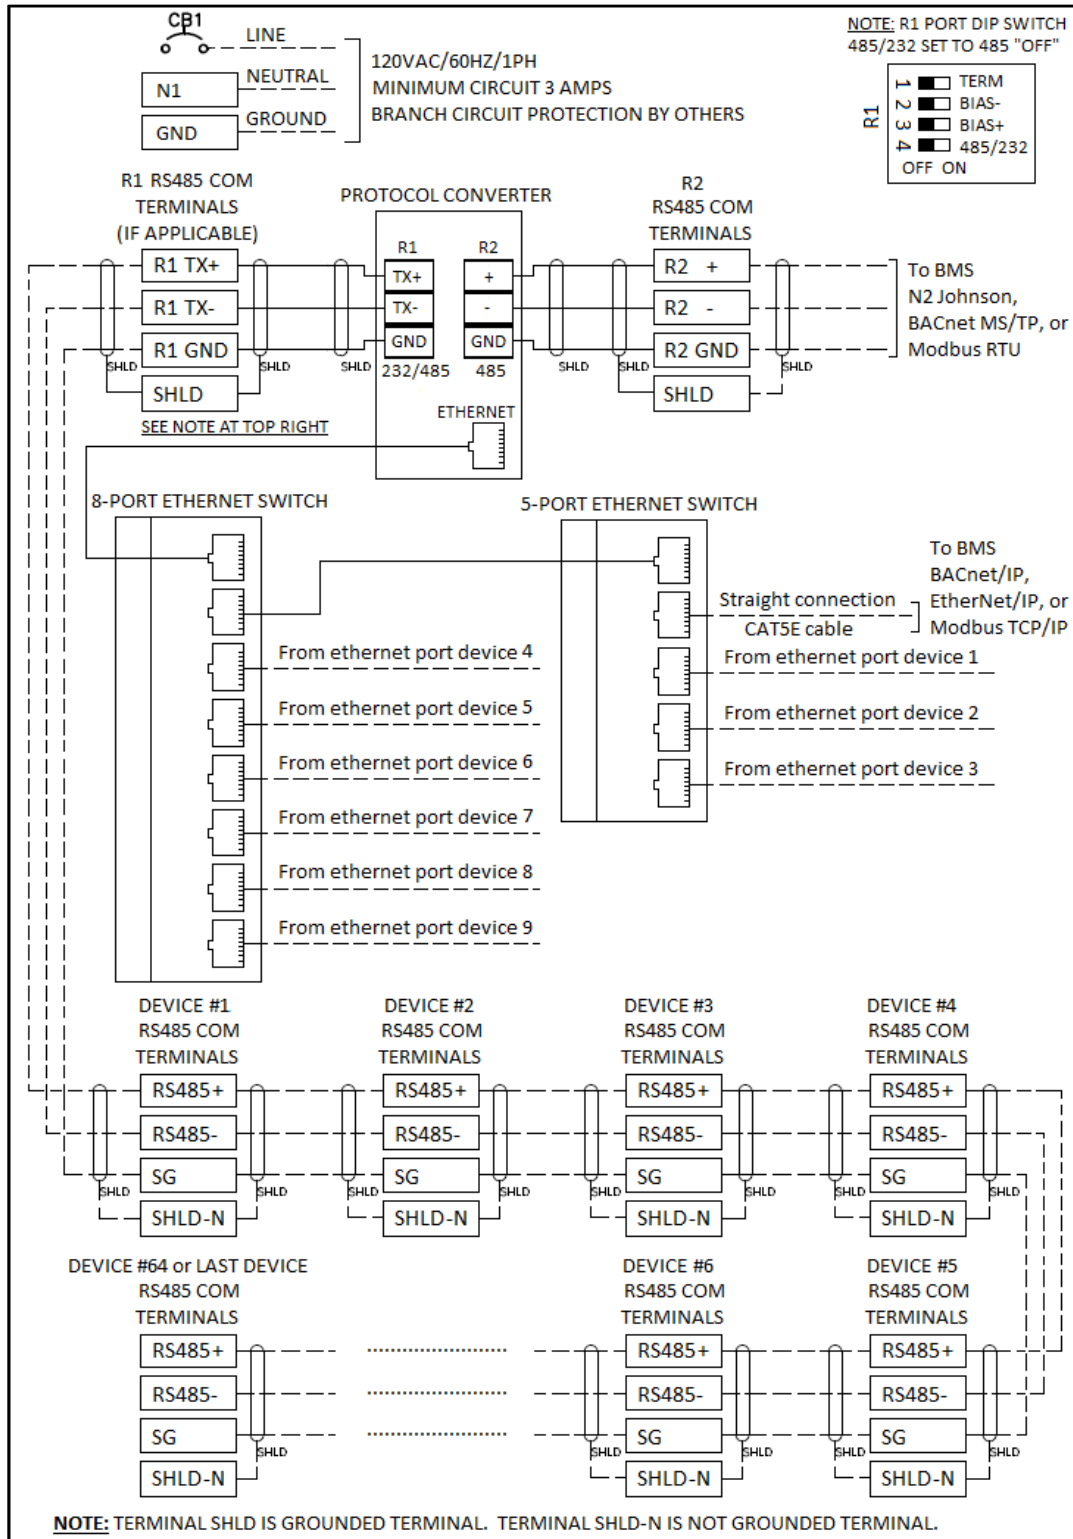 CB1
LINE
NOTE: R1 PORT DIP SWITCH
485/232 SET TO 485 "OFF"
N1
NEUTRAL
GND
GROUND
120VAC/60HZ/1PH
MINIMUM CIRCUIT 3 AMPS
BRANCH CIRCUIT PROTECTION BY OTHERS
R1
1 TERM
2 BIAS-
3 BIAS+
4 485/232
OFF ON
R1 RS485 COM
TERMINALS
(IF APPLICABLE)
PROTOCOL CONVERTER
R2
RS485 COM
TERMINALS
R1 TX+
R1 TX-
R1 GND
SHLD
SHLD
SHLD
SHLD
SEE NOTE AT TOP RIGHT
R1
TX+
TX-
GND
232/485
R2
+
-
GND
485
ETHERNET
R2 +
R2 -
R2 GND
SHLD
SHLD
SHLD
SHLD
To BMS
N2 Johnson,
BACnet MS/TP, or
Modbus RTU
8-PORT ETHERNET SWITCH
From ethernet port device 4
From ethernet port device 5
From ethernet port device 6
From ethernet port device 7
From ethernet port device 8
From ethernet port device 9
5-PORT ETHERNET SWITCH
Straight connection
CAT5E cable
To BMS
BACnet/IP,
EtherNet/IP, or
Modbus TCP/IP
From ethernet port device 1
From ethernet port device 2
From ethernet port device 3
DEVICE #1
RS485 COM
TERMINALS
RS485+
RS485-
SG
SHLD-N
SHLD
SHLD
DEVICE #2
RS485 COM
TERMINALS
RS485+
RS485-
SG
SHLD-N
SHLD
SHLD
DEVICE #3
RS485 COM
TERMINALS
RS485+
RS485-
SG
SHLD-N
SHLD
SHLD
DEVICE #4
RS485 COM
TERMINALS
RS485+
RS485-
SG
SHLD-N
SHLD
SHLD
DEVICE #64 or LAST DEVICE
RS485 COM
TERMINALS
RS485+
RS485-
SG
SHLD-N
SHLD
DEVICE #6
RS485 COM
TERMINALS
RS485+
RS485-
SG
SHLD-N
SHLD
SHLD
DEVICE #5
RS485 COM
TERMINALS
RS485+
RS485-
SG
SHLD-N
SHLD
SHLD
NOTE: TERMINAL SHLD IS GROUNDED TERMINAL. TERMINAL SHLD-N IS NOT GROUNDED TERMINAL.